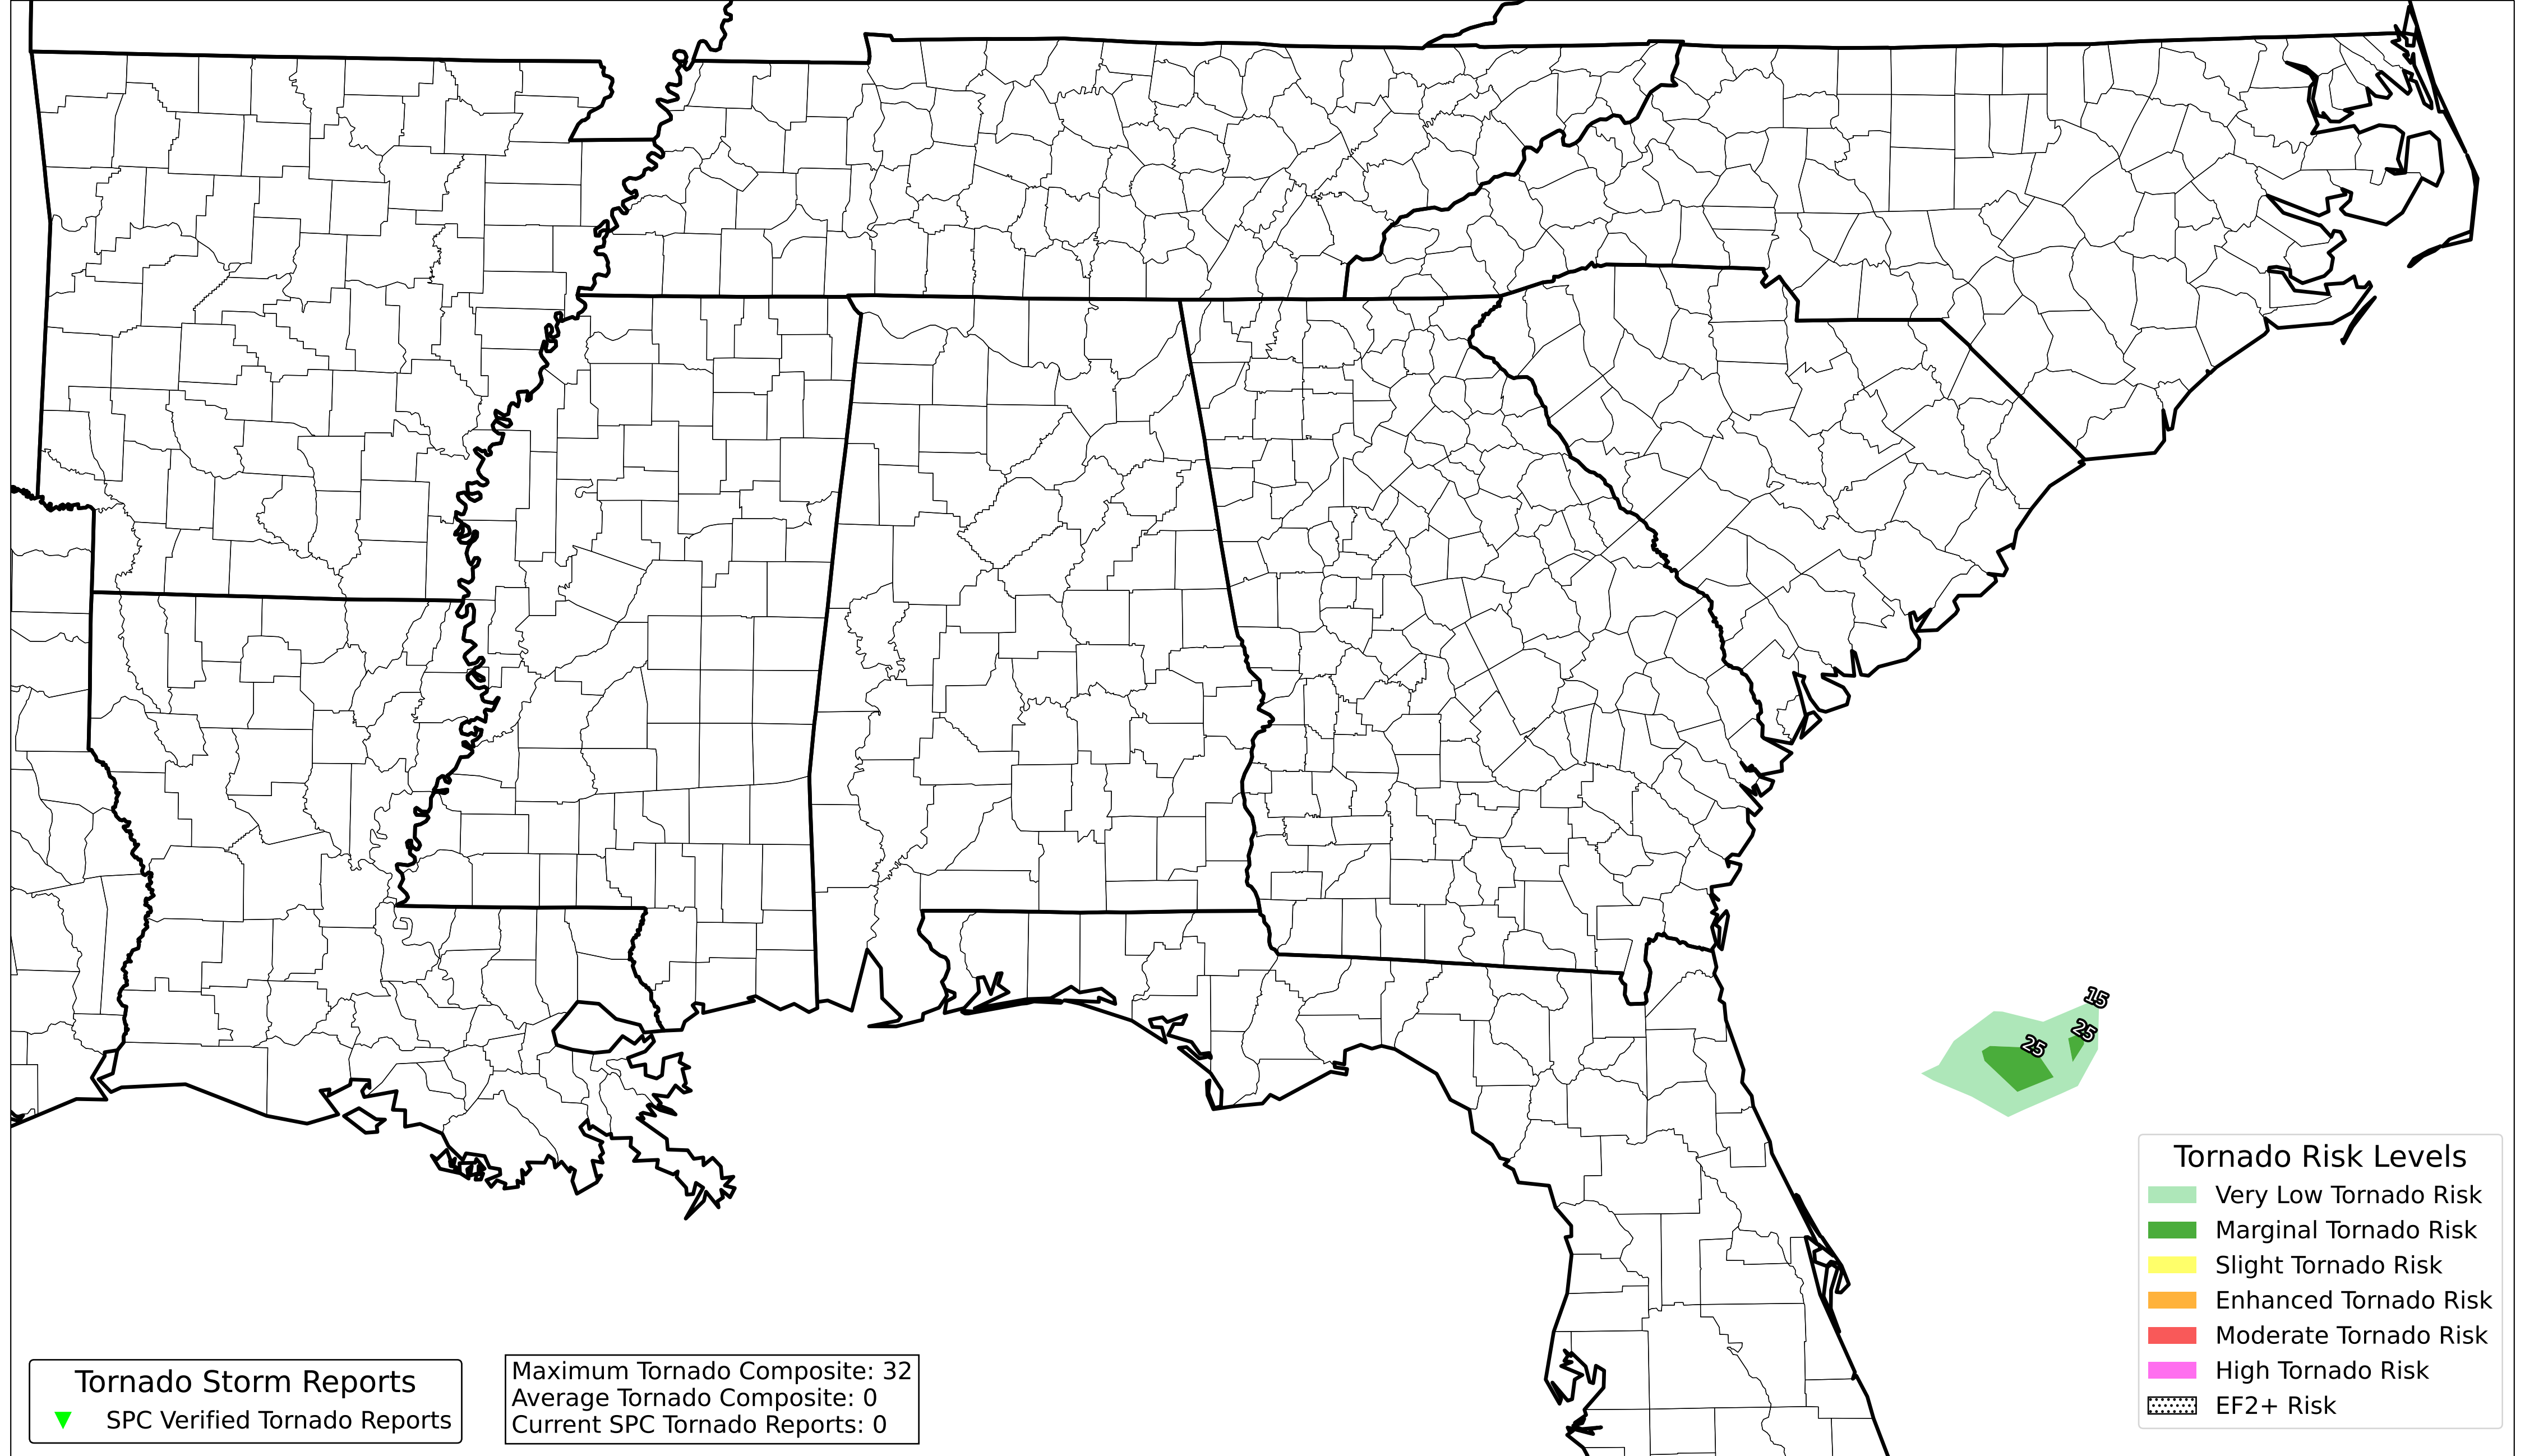 15
25
25
Tornado Risk Levels
Very Low Tornado Risk
Marginal Tornado Risk
Slight Tornado Risk
Enhanced Tornado Risk
Moderate Tornado Risk
High Tornado Risk
EF2+ Risk
Tornado Storm Reports
SPC Verified Tornado Reports
Maximum Tornado Composite: 32
Average Tornado Composite: 0
Current SPC Tornado Reports: 0